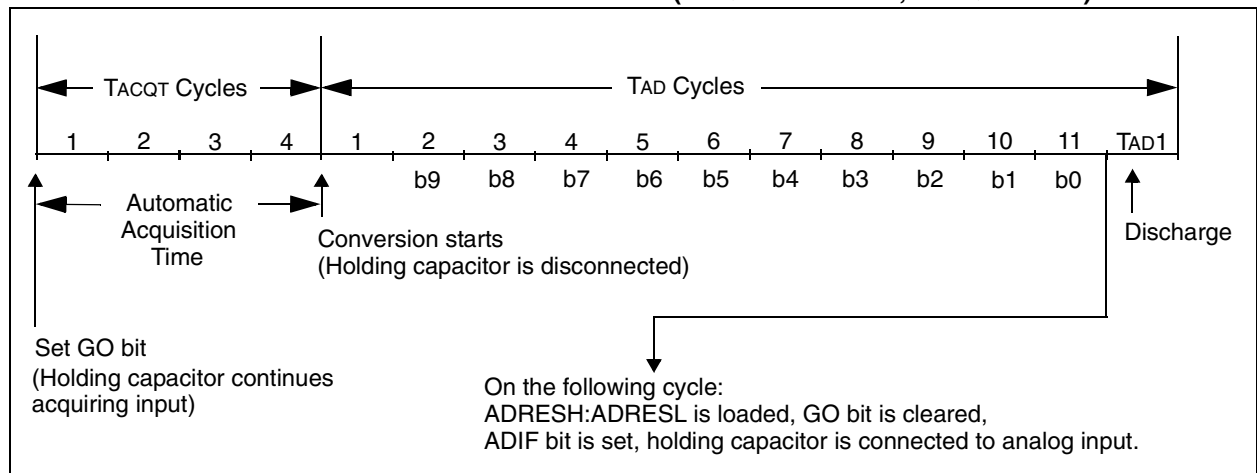 TACQT Cycles
TAD Cycles
1 2 3 4 1 2 3 4 5 6 7 8 9 10 11 TAD1
b9 b8 b7 b6 b5 b4 b3 b2 b1 b0
Automatic
Acquisition
Time
Conversion starts
(Holding capacitor is disconnected)
Discharge
Set GO bit
(Holding capacitor continues
acquiring input)
On the following cycle:
ADRESH:ADRESL is loaded, GO bit is cleared,
ADIF bit is set, holding capacitor is connected to analog input.